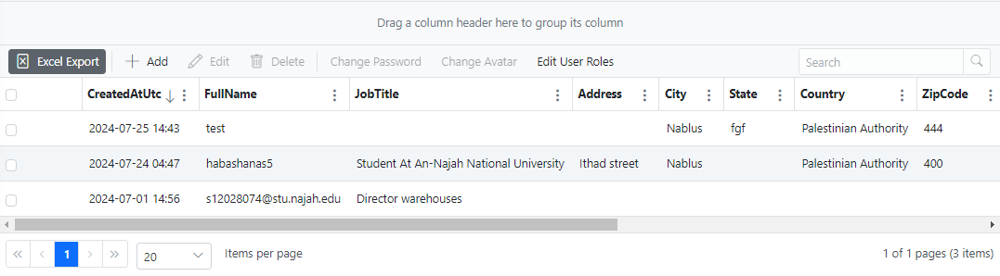 Drag a column header here to group its column
Excel Export Add Edit Delete Change Password Change Avatar Edit User Roles Search
CreatedAtUtc FullName JobTitle Address City State Country ZipCode
2024-07-25 14:43 test Nablus fgf Palestinian Authority 444
2024-07-24 04:47 habashanas5 Student At An-Najah National University Ithad street Nablus Palestinian Authority 400
2024-07-01 14:56 s12028074@stu.najah.edu Director warehouses
1 20 Items per page 1 of 1 pages (3 items)